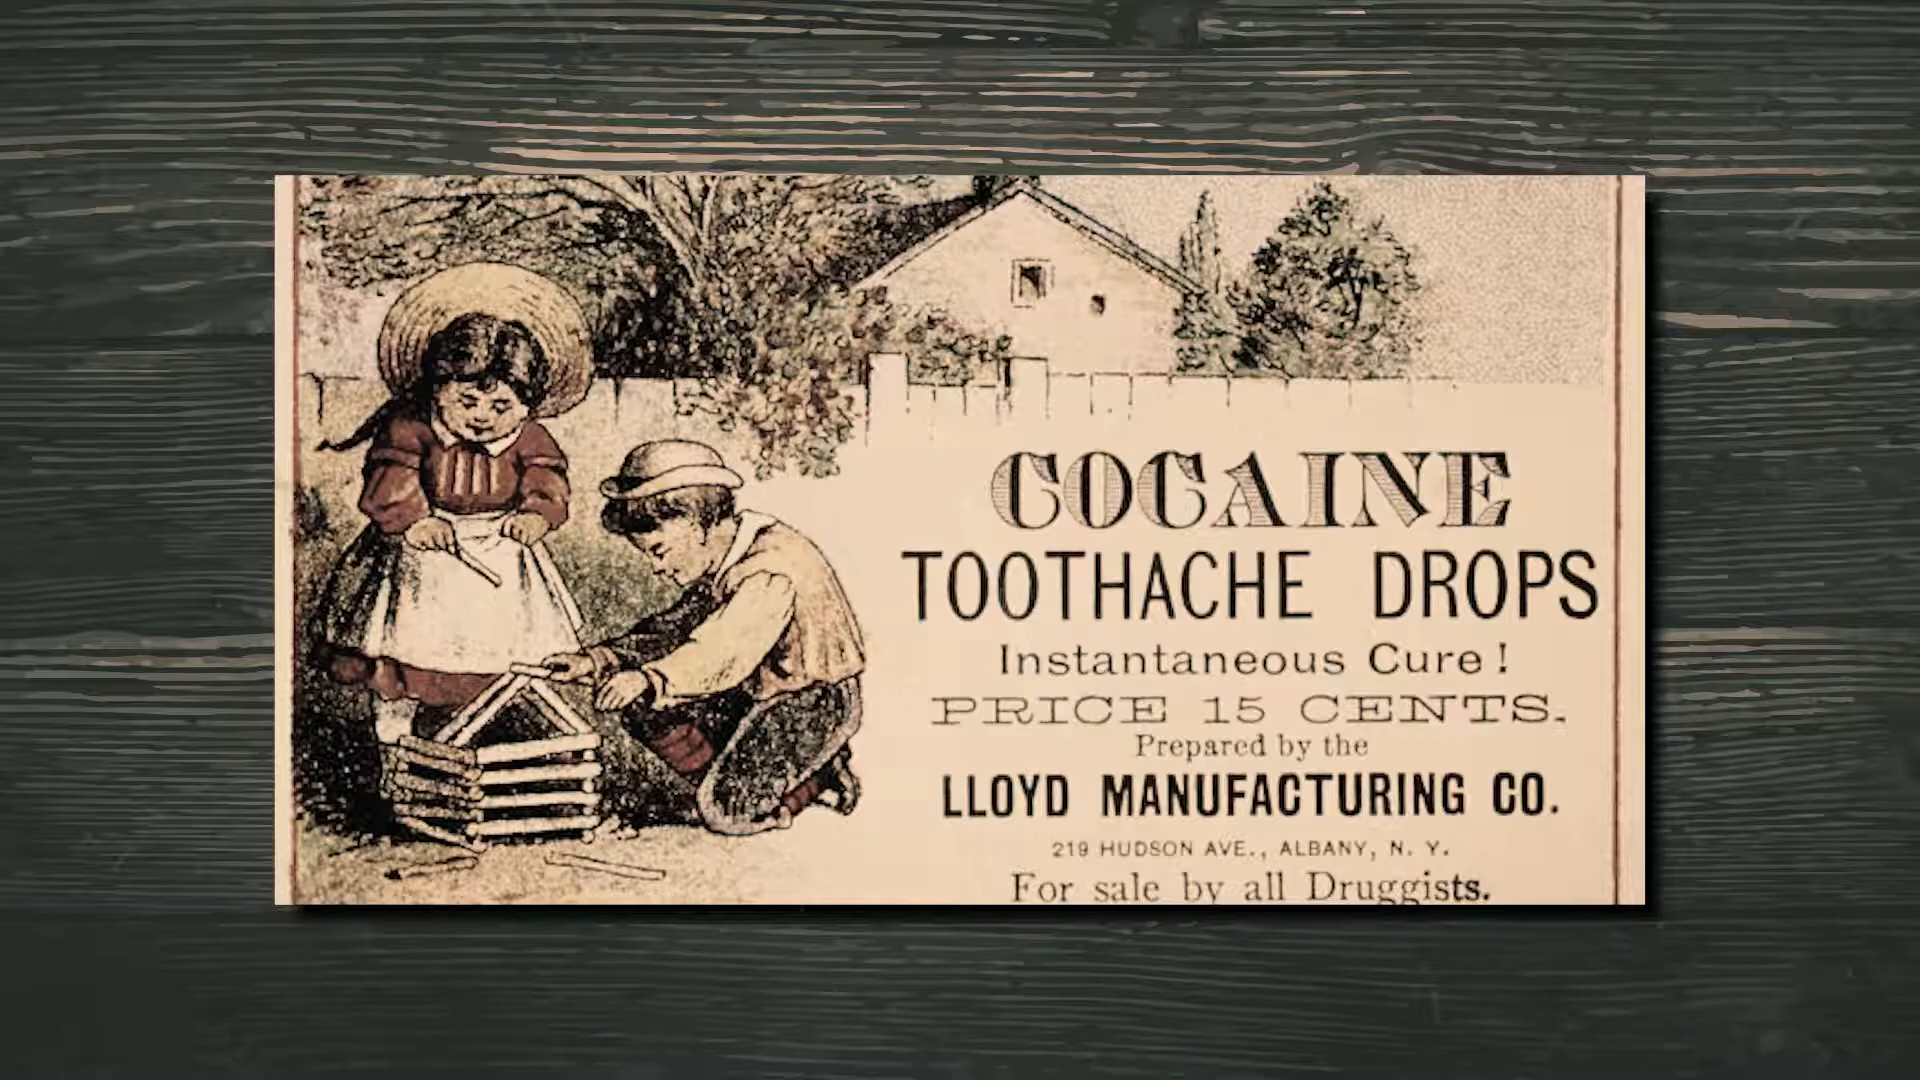 COCAINE
TOOTHACHE DROPS
Instantaneous Cure!
PRICE 15 CENTS.
Prepared by the
LLOYD MANUFACTURING CO.
219 HUDSON AVE., ALBANY, N. Y.
For sale by all Druggists.